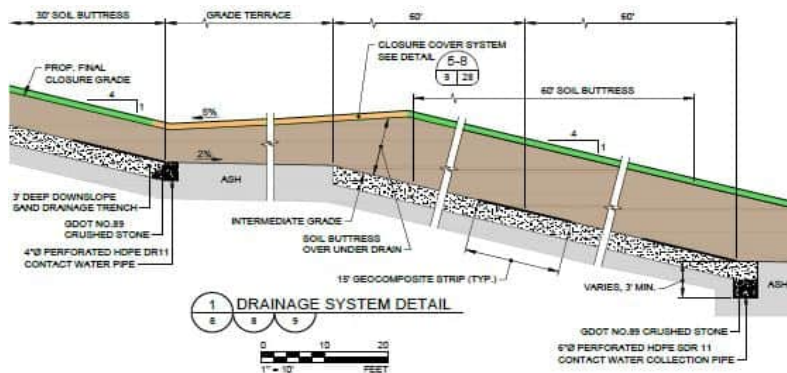 30' SOIL BUTTRESS
GRADE TERRACE
60'
60'
PROP. FINAL
CLOSURE GRADE
4
1
CLOSURE COVER SYSTEM
SEE DETAIL
5-8
9 28
60' SOIL BUTTRESS
5%
4
1
2%
ASH
3' DEEP DOWNSLOPE
SAND DRAINAGE TRENCH
GDOT NO.89
CRUSHED STONE
4"Ø PERFORATED HDPE DR11
CONTACT WATER PIPE
INTERMEDIATE GRADE
SOIL BUTTRESS
OVER UNDER DRAIN
15' GEOCOMPOSITE STRIP (TYP.)
VARIES, 3' MIN.
ASH
1 DRAINAGE SYSTEM DETAIL
8 9
GDOT NO.89 CRUSHED STONE
6"Ø PERFORATED HDPE SDR 11
CONTACT WATER COLLECTION PIPE
0 10 20
1" = 10' FEET